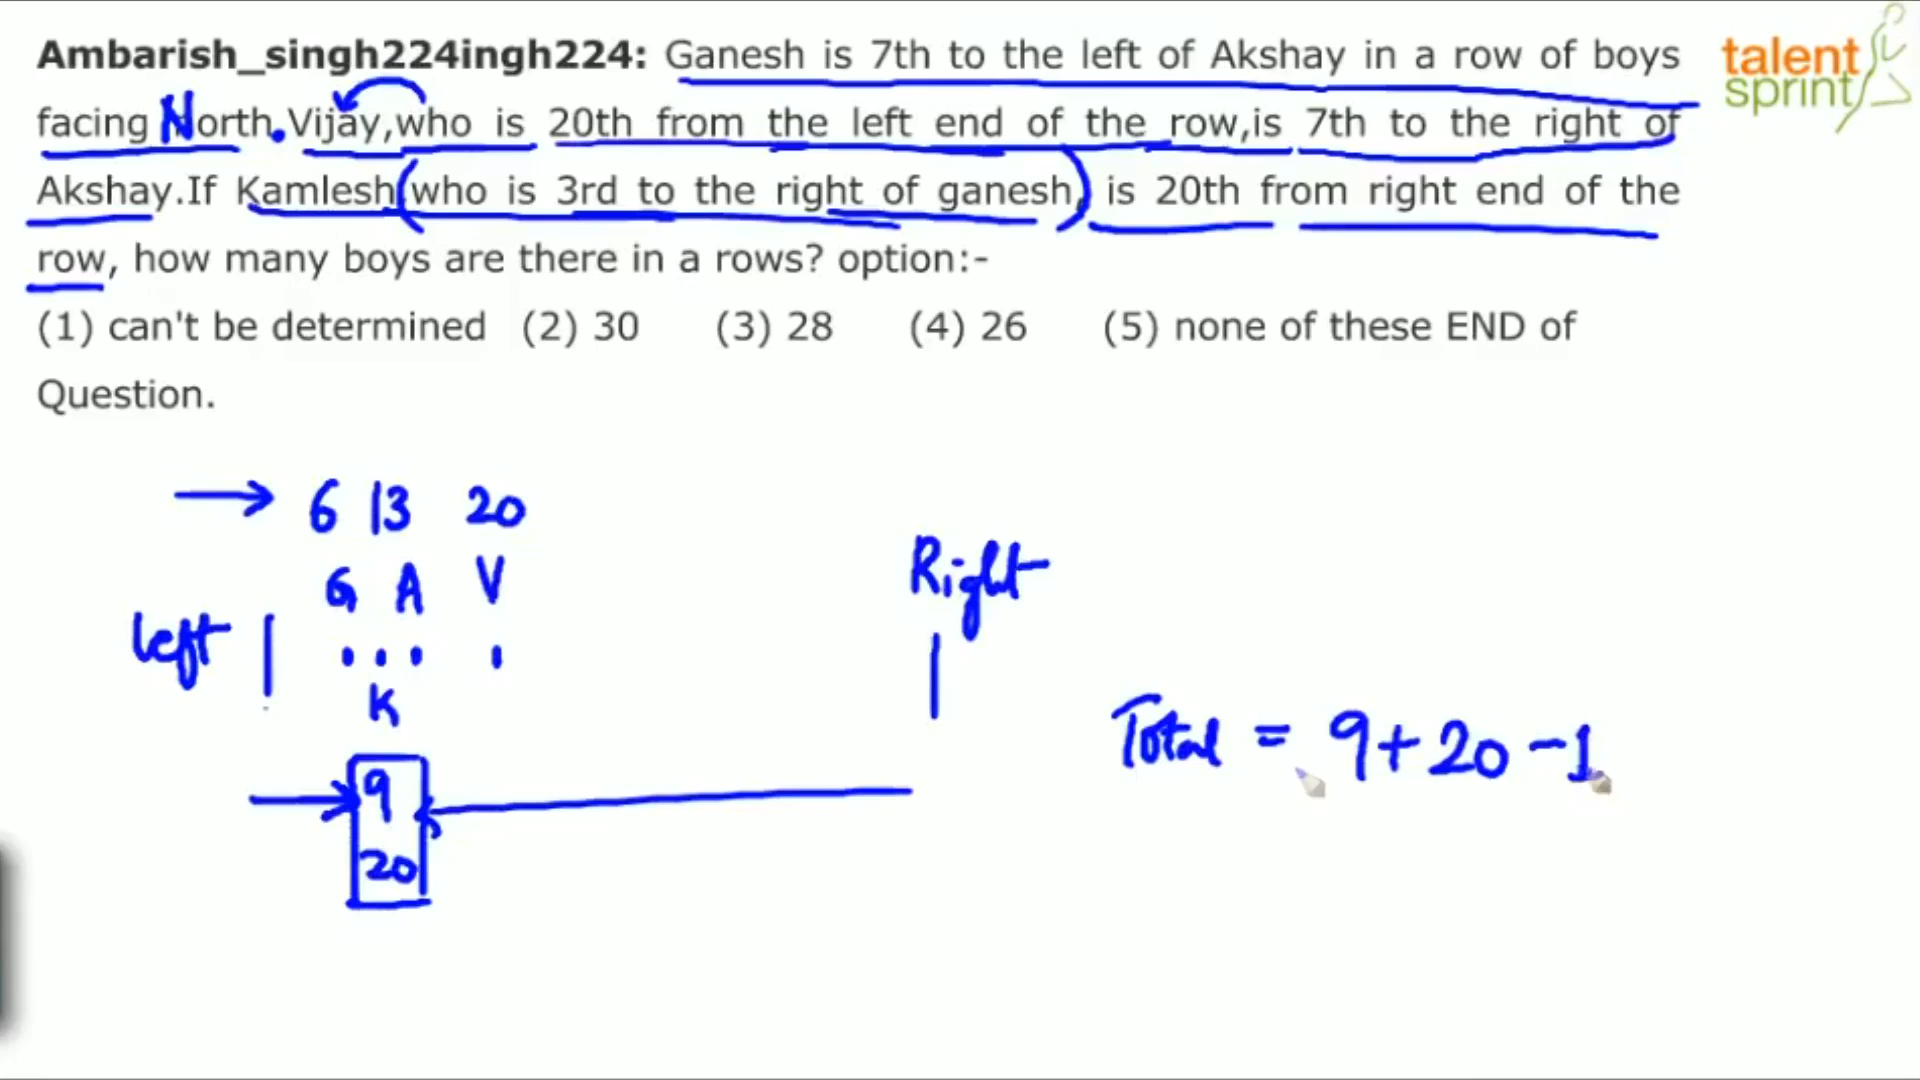 Ambarish_singh224ingh224: Ganesh is 7th to the left of Akshay in a row of boys
talent
sprint
facing North.Vijay,who is 20th from the left end of the row,is 7th to the right of
Akshay.If Kamlesh(who is 3rd to the right of ganesh,) is 20th from right end of the
row, how many boys are there in a rows? option:-
(1) can't be determined (2) 30 (3) 28 (4) 26 (5) none of these END of
Question.
→ 6 13 20
G A V
Right
left
K
Total = 9+20-1
9
20